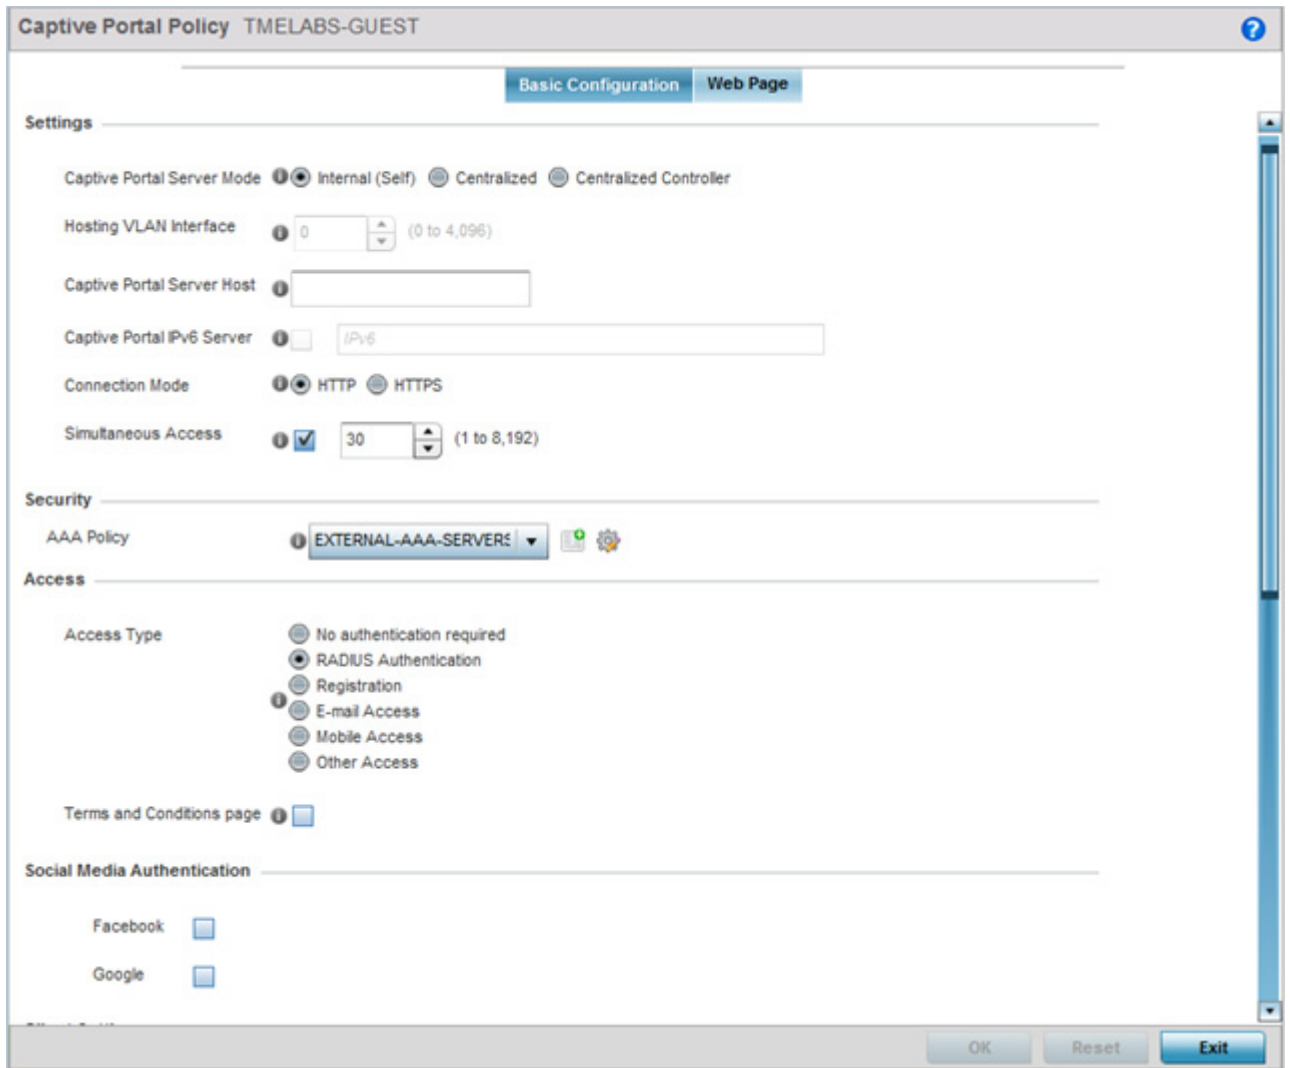 Captive Portal Policy TMELABS-GUEST ?
Basic Configuration Web Page
Settings
Captive Portal Server Mode Internal (Self) Centralized Centralized Controller
Hosting VLAN Interface 0 (0 to 4,096)
Captive Portal Server Host
Captive Portal IPv6 Server IPv6
Connection Mode HTTP HTTPS
Simultaneous Access 30 (1 to 8,192)
Security
AAA Policy EXTERNAL-AAA-SERVERS
Access
Access Type
No authentication required
RADIUS Authentication
Registration
E-mail Access
Mobile Access
Other Access
Terms and Conditions page
Social Media Authentication
Facebook
Google
OK Reset Exit